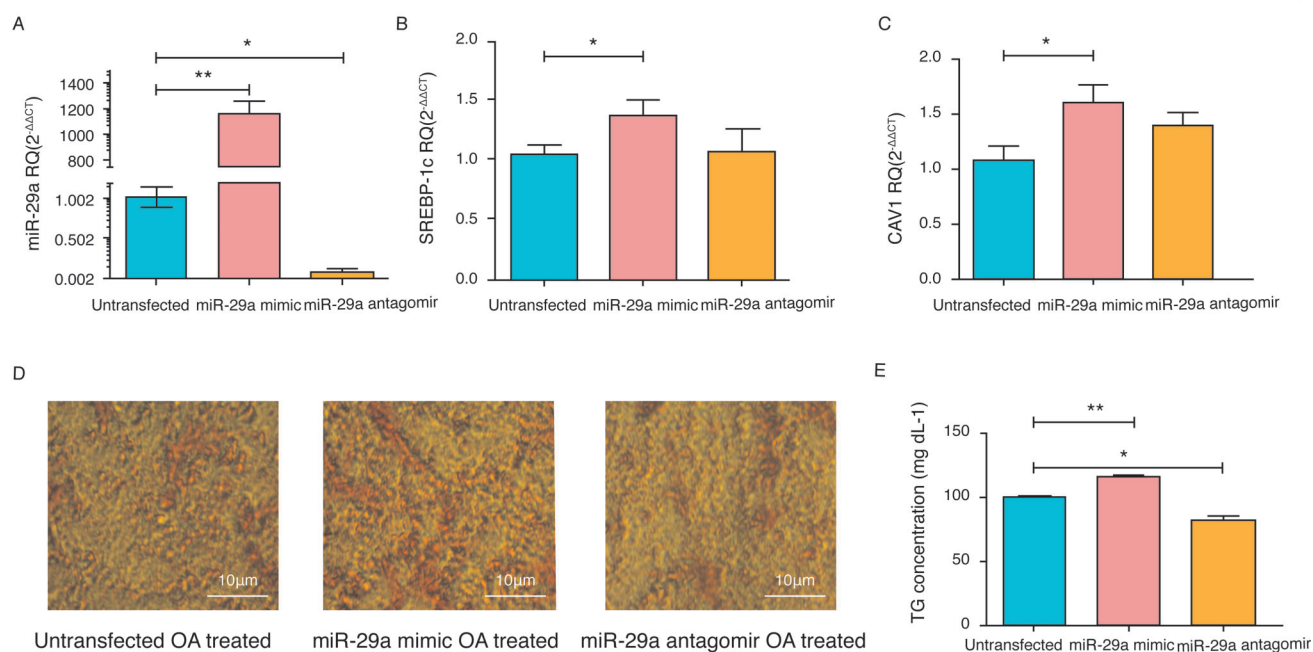 A
miR-29a RQ(2-ΔΔCT)
1400
1200
1000
800
1.002
0.502
0.002
**
*
Untransfected miR-29a mimic miR-29a antagomir
B
SREBP-1c RQ(2-ΔΔCT)
2.0
1.5
1.0
0.5
0.0
*
Untransfected miR-29a mimic miR-29a antagomir
C
CAV1 RQ(2-ΔΔCT)
2.0
1.5
1.0
0.5
0.0
*
Untransfected miR-29a mimic miR-29a antagomir
D
10µm
10µm
10µm
Untransfected OA treated
miR-29a mimic OA treated
miR-29a antagomir OA treated
E
TG concentration (mg dL-1)
150
100
50
0
**
*
Untransfected miR-29a mimic miR-29a antagomir